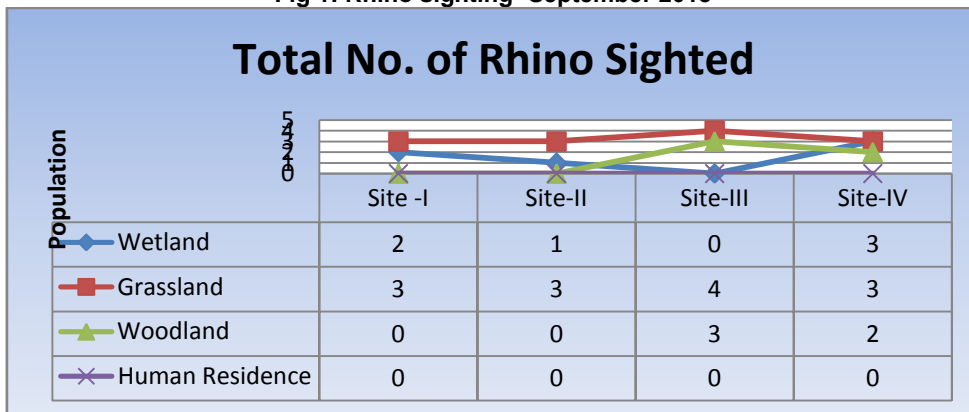 Total No. of Rhino Sighted
Population
5
4
3
2
1
0
Site -I Site-II Site-III Site-IV
Wetland 2 1 0 3
Grassland 3 3 4 3
Woodland 0 0 3 2
Human Residence 0 0 0 0